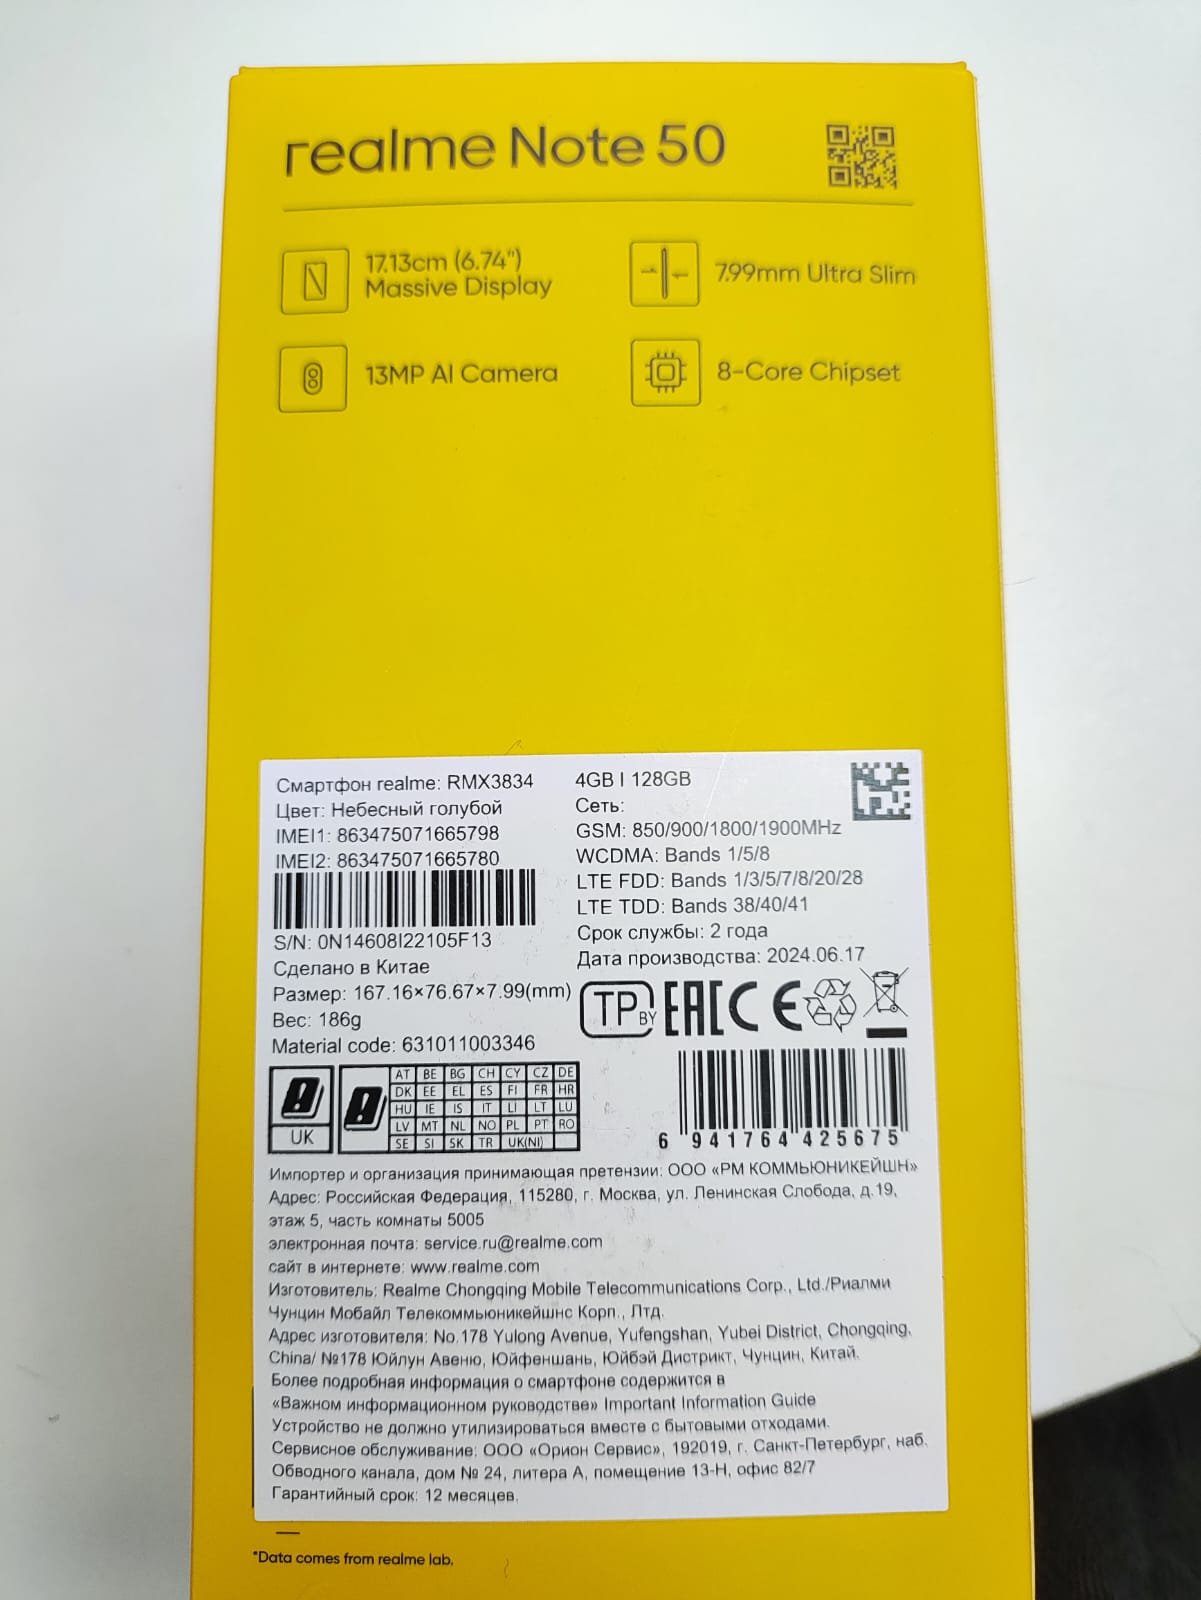 realme Note 50
17.13cm (6.74")
Massive Display
7.99mm Ultra Slim
13MP AI Camera
8-Core Chipset
Смартфон realme: RMX3834
Цвет: Небесный голубой
IMEI1: 863475071665798
IMEI2: 863475071665780
S/N: 0N14608I22105F13
Сделано в Китае
Размер: 167.16×76.67×7.99(mm)
Вес: 186g
Material code: 631011003346
4GB | 128GB
Сеть:
GSM: 850/900/1800/1900MHz
WCDMA: Bands 1/5/8
LTE FDD: Bands 1/3/5/7/8/20/28
LTE TDD: Bands 38/40/41
Срок службы: 2 года
Дата производства: 2024.06.17
TP BY EAC CE
UK
AT BE BG CH CY CZ DE
DK EE EL ES FI FR HR
HU IE IS IT LI LT LU
LV MT NL NO PL PT RO
SE SI SK TR UK(NI)
6 941764 425675
Импортер и организация принимающая претензии: ООО «РМ КОММЬЮНИКЕЙШН»
Адрес: Российская Федерация, 115280, г. Москва, ул. Ленинская Слобода, д.19,
этаж 5, часть комнаты 5005
электронная почта: service.ru@realme.com
сайт в интернете: www.realme.com
Изготовитель: Realme Chongqing Mobile Telecommunications Corp., Ltd./Риалми
Чунцин Мобайл Телекоммьюникейшнс Корп., Лтд.
Адрес изготовителя: No.178 Yulong Avenue, Yufengshan, Yubei District, Chongqing,
China/ №178 Юйлун Авеню, Юйфеншань, Юйбэй Дистрикт, Чунцин, Китай.
Более подробная информация о смартфоне содержится в
«Важном информационном руководстве» Important Information Guide
Устройство не должно утилизироваться вместе с бытовыми отходами.
Сервисное обслуживание: ООО «Орион Сервис», 192019, г. Санкт-Петербург, наб.
Обводного канала, дом № 24, литера А, помещение 13-Н, офис 82/7
Гарантийный срок: 12 месяцев.
*Data comes from realme lab.